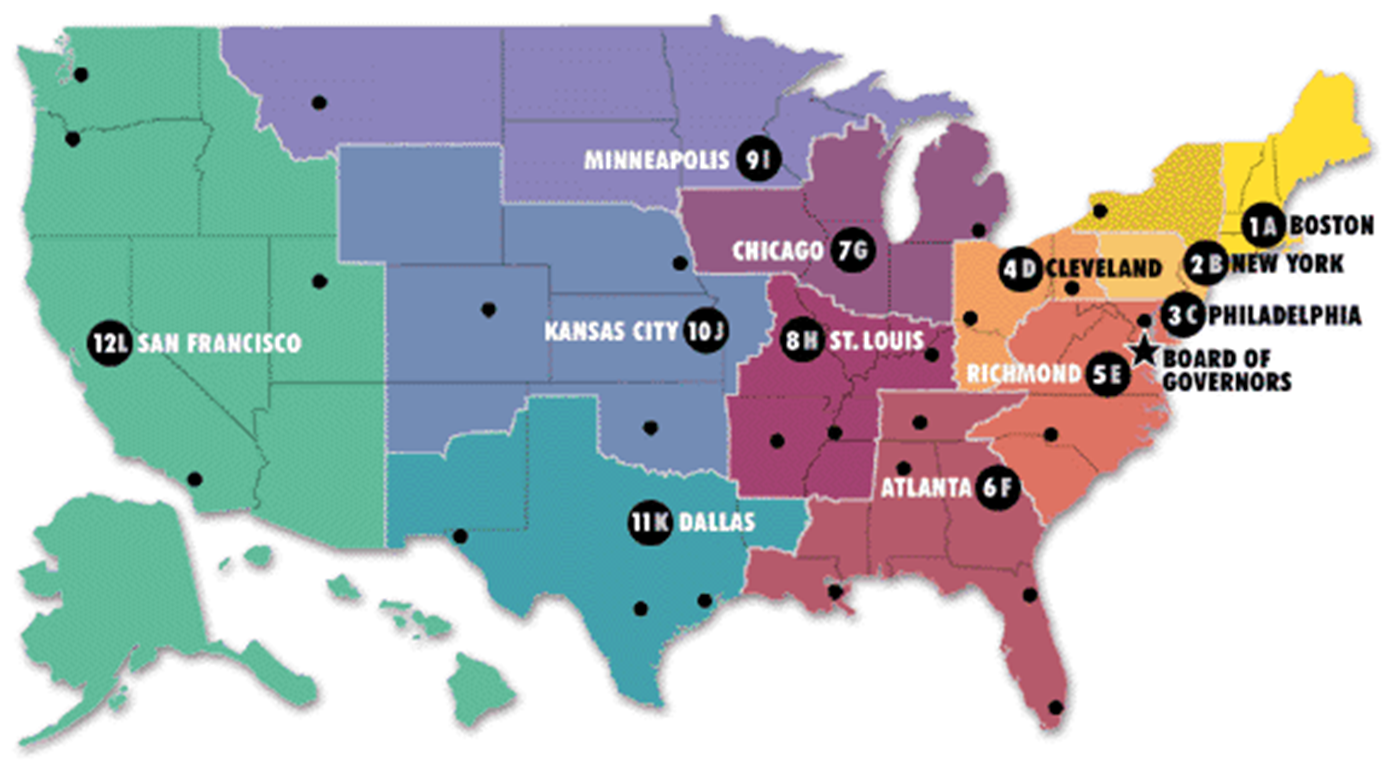 MINNEAPOLIS 9I
1A BOSTON
CHICAGO 7G
4D CLEVELAND
2B NEW YORK
3C PHILADELPHIA
KANSAS CITY 10J
8H ST. LOUIS
12L SAN FRANCISCO
BOARD OF
GOVERNORS
RICHMOND 5E
ATLANTA 6F
11K DALLAS